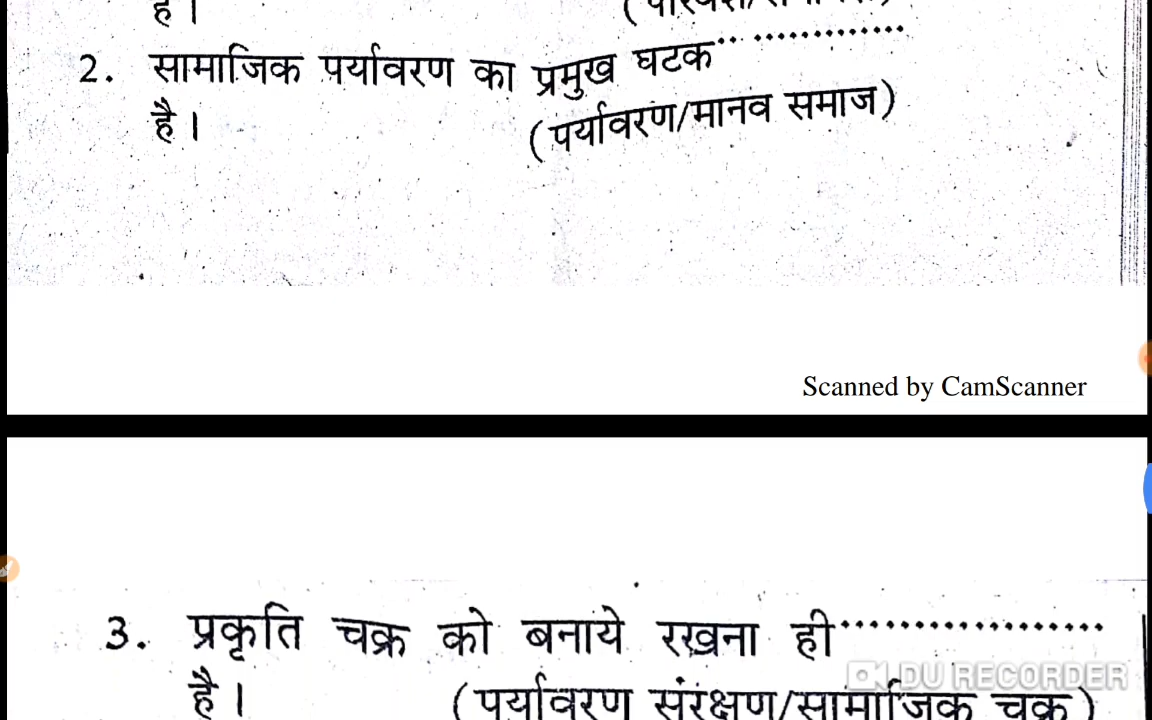 है।
2. सामाजिक पर्यावरण का प्रमुख घटक..................
है। (पर्यावरण/मानव समाज)
Scanned by CamScanner
3. प्रकृति चक्र को बनाये रखना ही..................
है। (पर्यावरण संरक्षण/सामाजिक चक्र)
DU RECORDER